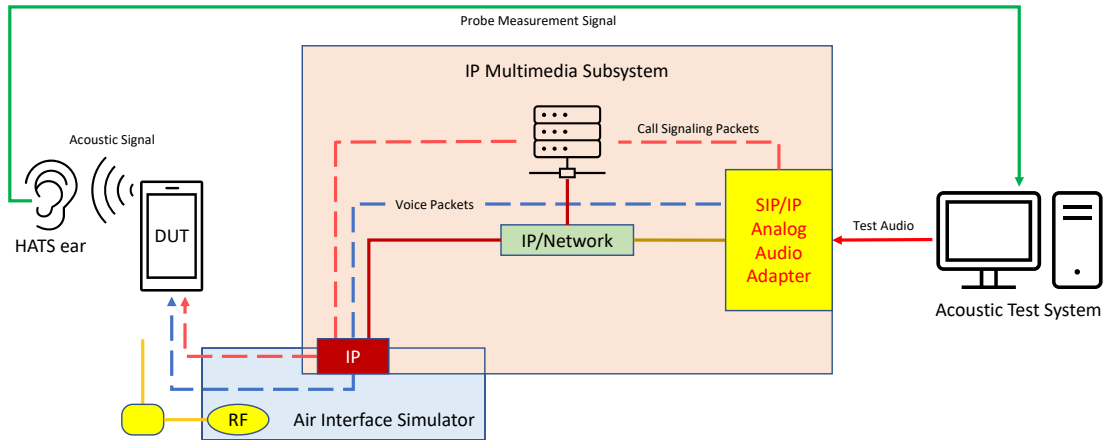 Probe Measurement Signal
IP Multimedia Subsystem
Acoustic Signal
Call Signaling Packets
DUT
Voice Packets
SIP/IP
Analog
Audio
Adapter
Test Audio
HATS ear
IP/Network
Acoustic Test System
IP
RF
Air Interface Simulator